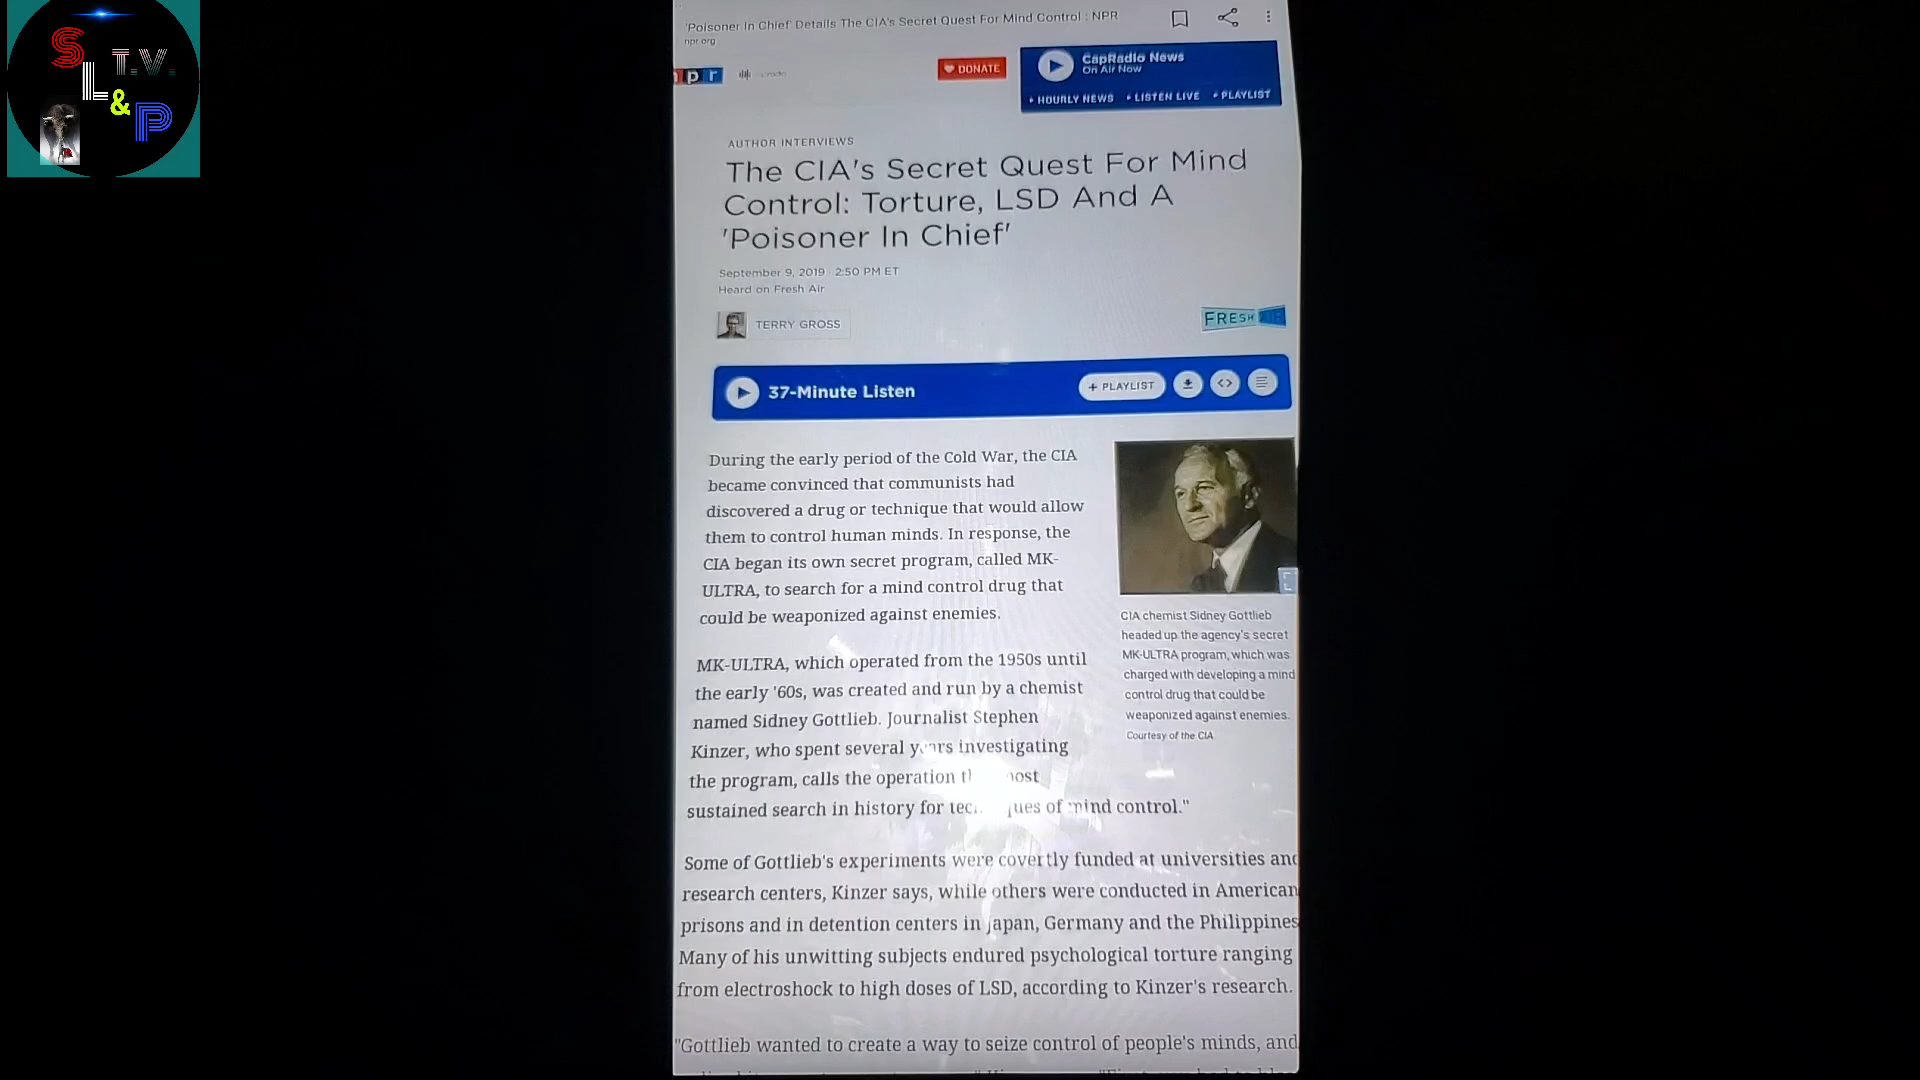 SL T.V.
&P
'Poisoner In Chief' Details The CIA's Secret Quest For Mind Control : NPR
npr.org
npr
DONATE
CapRadio News
On Air Now
HOURLY NEWS
LISTEN LIVE
PLAYLIST
AUTHOR INTERVIEWS
The CIA's Secret Quest For Mind
Control: Torture, LSD And A
'Poisoner In Chief'
September 9, 2019 · 2:50 PM ET
Heard on Fresh Air
TERRY GROSS
FRESH AIR
37-Minute Listen
+ PLAYLIST
During the early period of the Cold War, the CIA
became convinced that communists had
discovered a drug or technique that would allow
them to control human minds. In response, the
CIA began its own secret program, called MK-
ULTRA, to search for a mind control drug that
could be weaponized against enemies.
MK-ULTRA, which operated from the 1950s until
the early '60s, was created and run by a chemist
named Sidney Gottlieb. Journalist Stephen
Kinzer, who spent several years investigating
the program, calls the operation
sustained search in history for techniques of mind control."
CIA chemist Sidney Gottlieb
headed up the agency's secret
MK-ULTRA program, which was
charged with developing a mind
control drug that could be
weaponized against enemies.
Courtesy of the CIA
Some of Gottlieb's experiments were covertly funded at universities and
research centers, Kinzer says, while others were conducted in American
prisons and in detention centers in Japan, Germany and the Philippines
Many of his unwitting subjects endured psychological torture ranging
from electroshock to high doses of LSD, according to Kinzer's research.
"Gottlieb wanted to create a way to seize control of people's minds, and